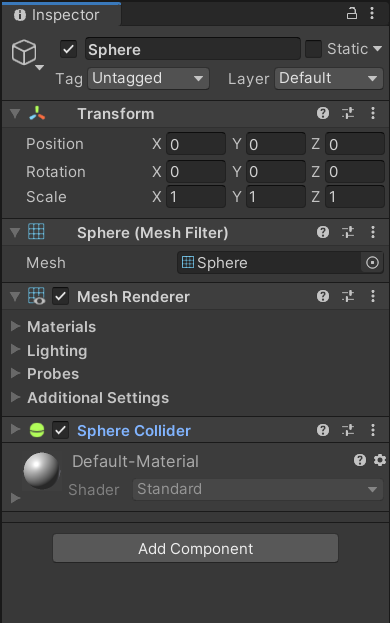 Inspector
Sphere Static
Tag Untagged Layer Default
Transform
Position X 0 Y 0 Z 0
Rotation X 0 Y 0 Z 0
Scale X 1 Y 1 Z 1
Sphere (Mesh Filter)
Mesh Sphere
Mesh Renderer
Materials
Lighting
Probes
Additional Settings
Sphere Collider
Default-Material
Shader Standard
Add Component